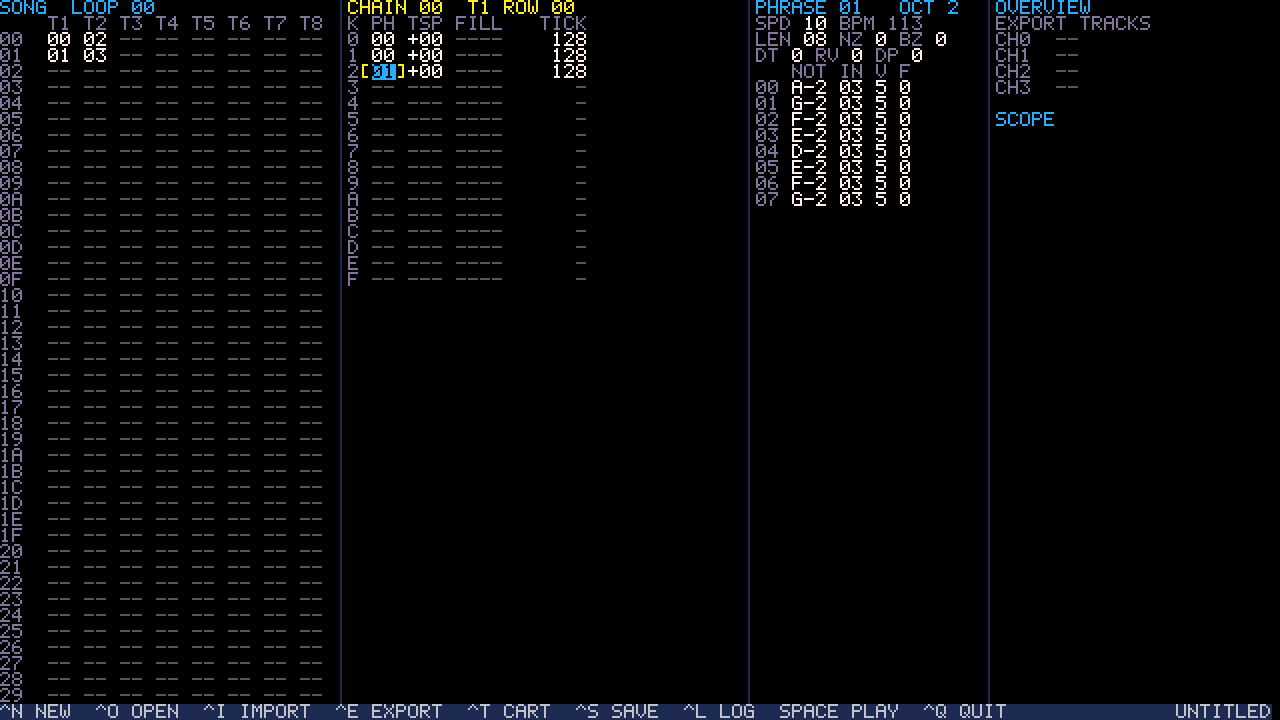 SONG  LOOP 00
T1 T2 T3 T4 T5 T6 T7 T8
00  00 02 -- -- -- -- -- --
01  01 03 -- -- -- -- -- --
02  -- -- -- -- -- -- -- --
03  -- -- -- -- -- -- -- --
04  -- -- -- -- -- -- -- --
05  -- -- -- -- -- -- -- --
06  -- -- -- -- -- -- -- --
07  -- -- -- -- -- -- -- --
08  -- -- -- -- -- -- -- --
09  -- -- -- -- -- -- -- --
0A  -- -- -- -- -- -- -- --
0B  -- -- -- -- -- -- -- --
0C  -- -- -- -- -- -- -- --
0D  -- -- -- -- -- -- -- --
0E  -- -- -- -- -- -- -- --
0F  -- -- -- -- -- -- -- --
10  -- -- -- -- -- -- -- --
11  -- -- -- -- -- -- -- --
12  -- -- -- -- -- -- -- --
13  -- -- -- -- -- -- -- --
14  -- -- -- -- -- -- -- --
15  -- -- -- -- -- -- -- --
16  -- -- -- -- -- -- -- --
17  -- -- -- -- -- -- -- --
18  -- -- -- -- -- -- -- --
19  -- -- -- -- -- -- -- --
1A  -- -- -- -- -- -- -- --
1B  -- -- -- -- -- -- -- --
1C  -- -- -- -- -- -- -- --
1D  -- -- -- -- -- -- -- --
1E  -- -- -- -- -- -- -- --
1F  -- -- -- -- -- -- -- --
20  -- -- -- -- -- -- -- --
21  -- -- -- -- -- -- -- --
22  -- -- -- -- -- -- -- --
23  -- -- -- -- -- -- -- --
24  -- -- -- -- -- -- -- --
25  -- -- -- -- -- -- -- --
26  -- -- -- -- -- -- -- --
27  -- -- -- -- -- -- -- --
28  -- -- -- -- -- -- -- --
29  -- -- -- -- -- -- -- --
CHAIN 00  T1 ROW 00
K PH TSP FILL   TICK
0 00 +00 ----    128
1 00 +00 ----    128
2[01]+00 ----    128
3 -- --- ----      -
4 -- --- ----      -
5 -- --- ----      -
6 -- --- ----      -
7 -- --- ----      -
8 -- --- ----      -
9 -- --- ----      -
A -- --- ----      -
B -- --- ----      -
C -- --- ----      -
D -- --- ----      -
E -- --- ----      -
F -- --- ----      -
PHRASE 01   OCT 2
SPD 10 BPM 113
LEN 08 NZ 0 BZ 0
DT 0 RV 0 DP 0
NOT IN V F
00 A-2 03 5 0
01 G-2 03 5 0
02 F-2 03 5 0
03 E-2 03 5 0
04 D-2 03 5 0
05 E-2 03 5 0
06 F-2 03 5 0
07 G-2 03 5 0
OVERVIEW
EXPORT TRACKS
CH0  --
CH1  --
CH2  --
CH3  --
SCOPE
^N NEW  ^O OPEN  ^I IMPORT  ^E EXPORT  ^T CART  ^S SAVE  ^L LOG  SPACE PLAY  ^Q QUIT  UNTITLED